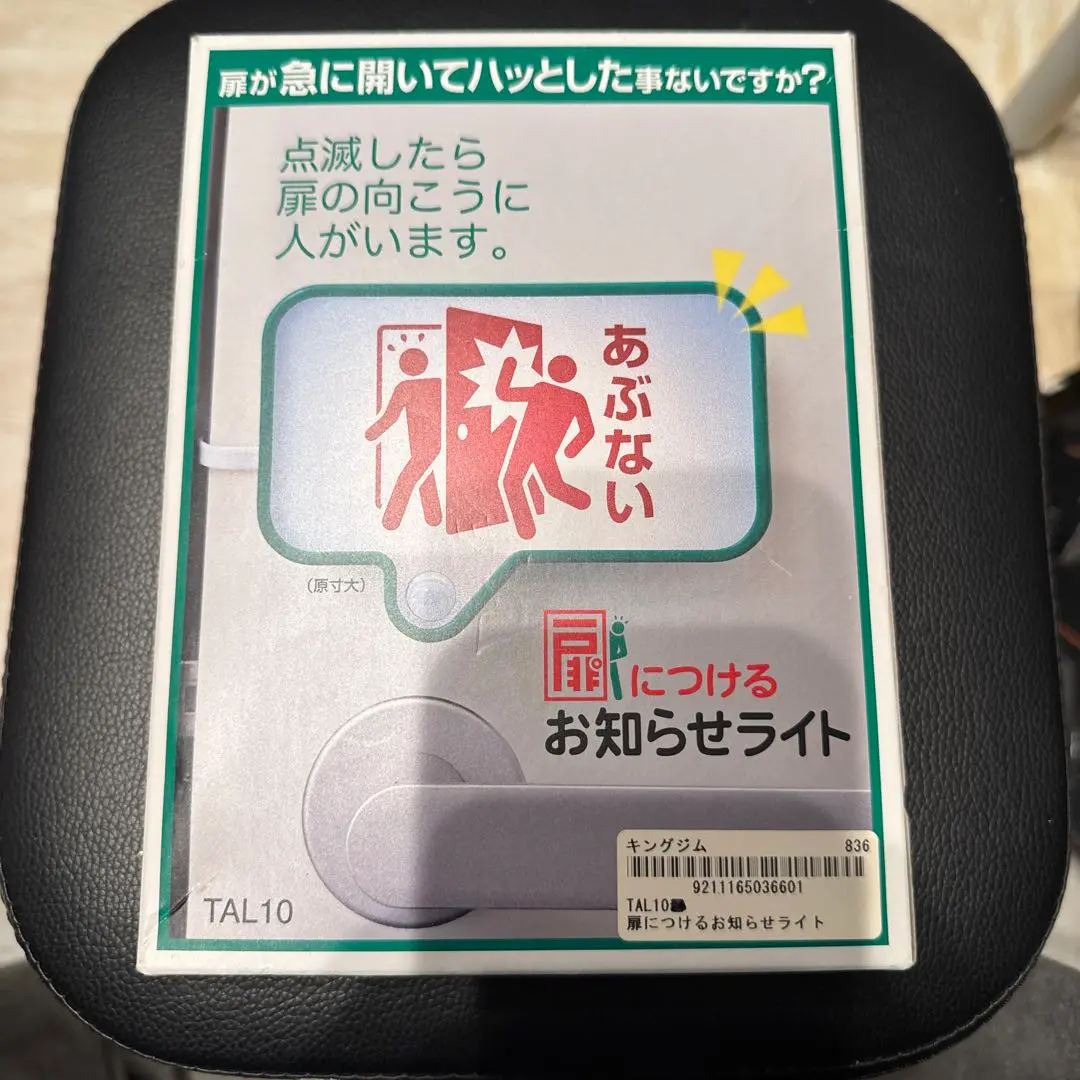 扉が急に開いてハッとした事ないですか？
点滅したら
扉の向こうに
人がいます。
あぶない
（原寸大）
扉につける
お知らせライト
TAL10
キングジム 836
9211165036601
TAL10
扉につけるお知らせライト